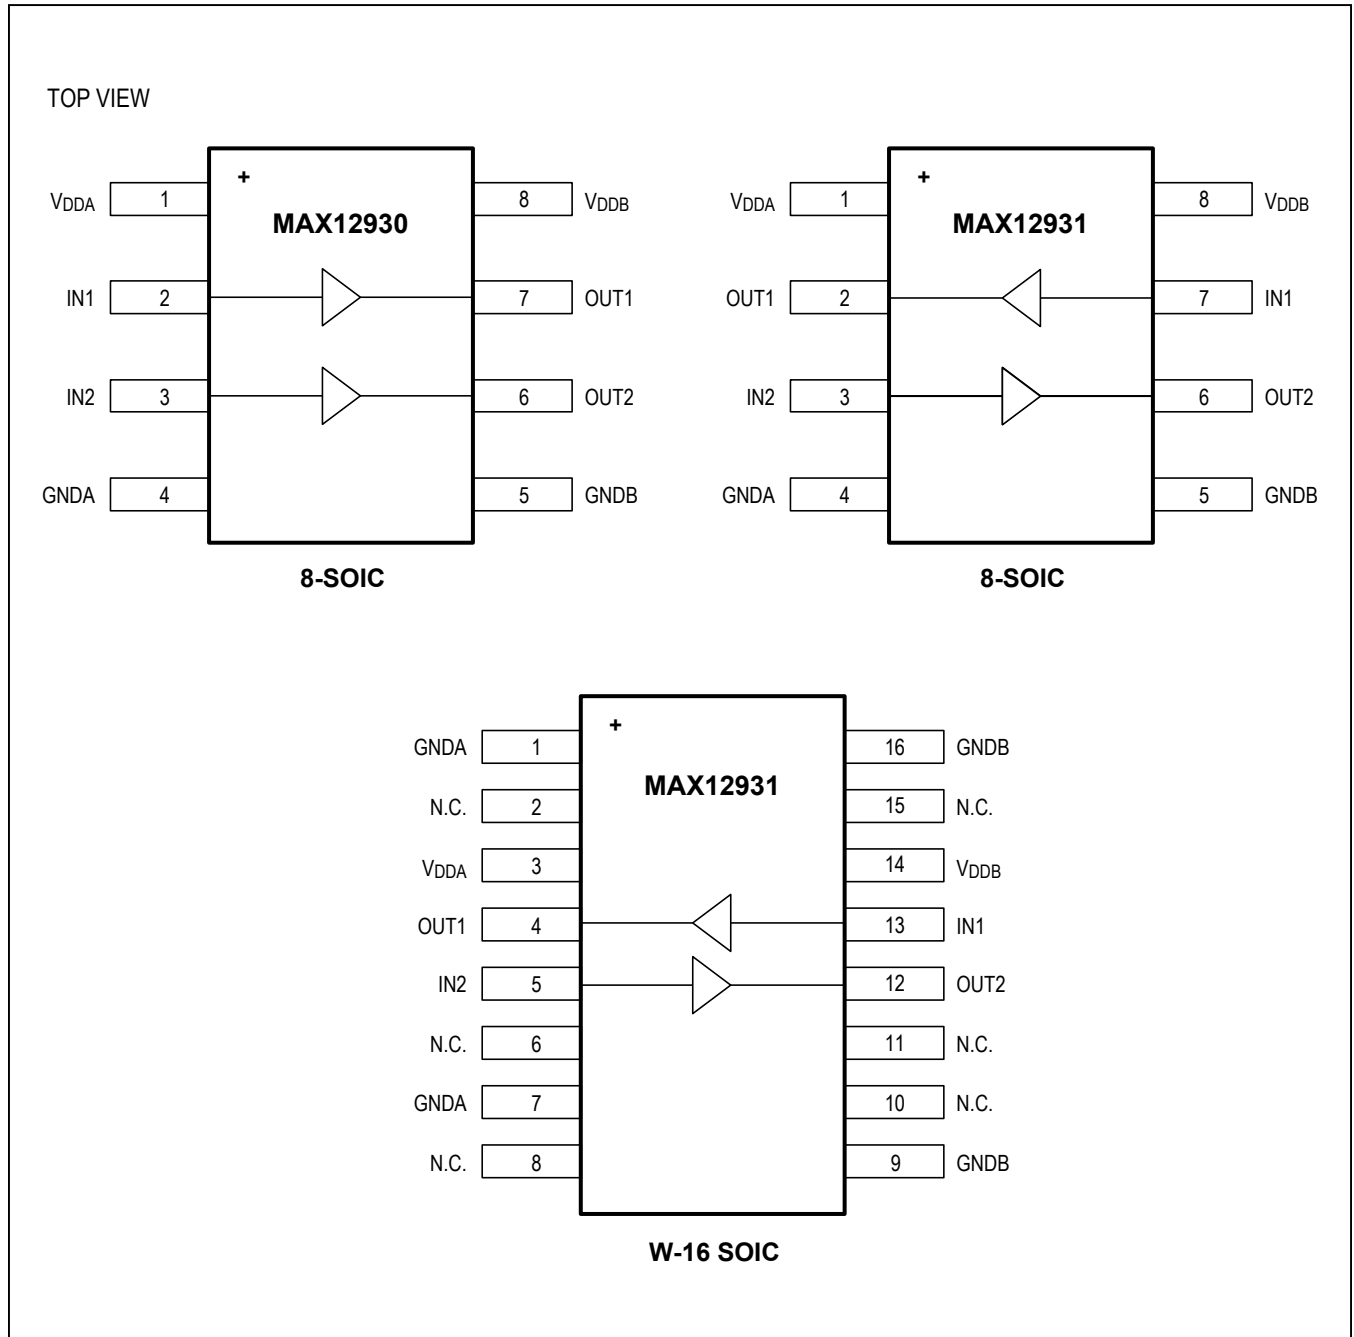 TOP VIEW
+ +
MAX12930 MAX12931
VDDA 1 8 VDDB VDDA 1 8 VDDB
IN1 2 7 OUT1 OUT1 2 7 IN1
IN2 3 6 OUT2 IN2 3 6 OUT2
GNDA 4 5 GNDB GNDA 4 5 GNDB
8-SOIC 8-SOIC
+
MAX12931
GNDA 1 16 GNDB
N.C. 2 15 N.C.
VDDA 3 14 VDDB
OUT1 4 13 IN1
IN2 5 12 OUT2
N.C. 6 11 N.C.
GNDA 7 10 N.C.
N.C. 8 9 GNDB
W-16 SOIC